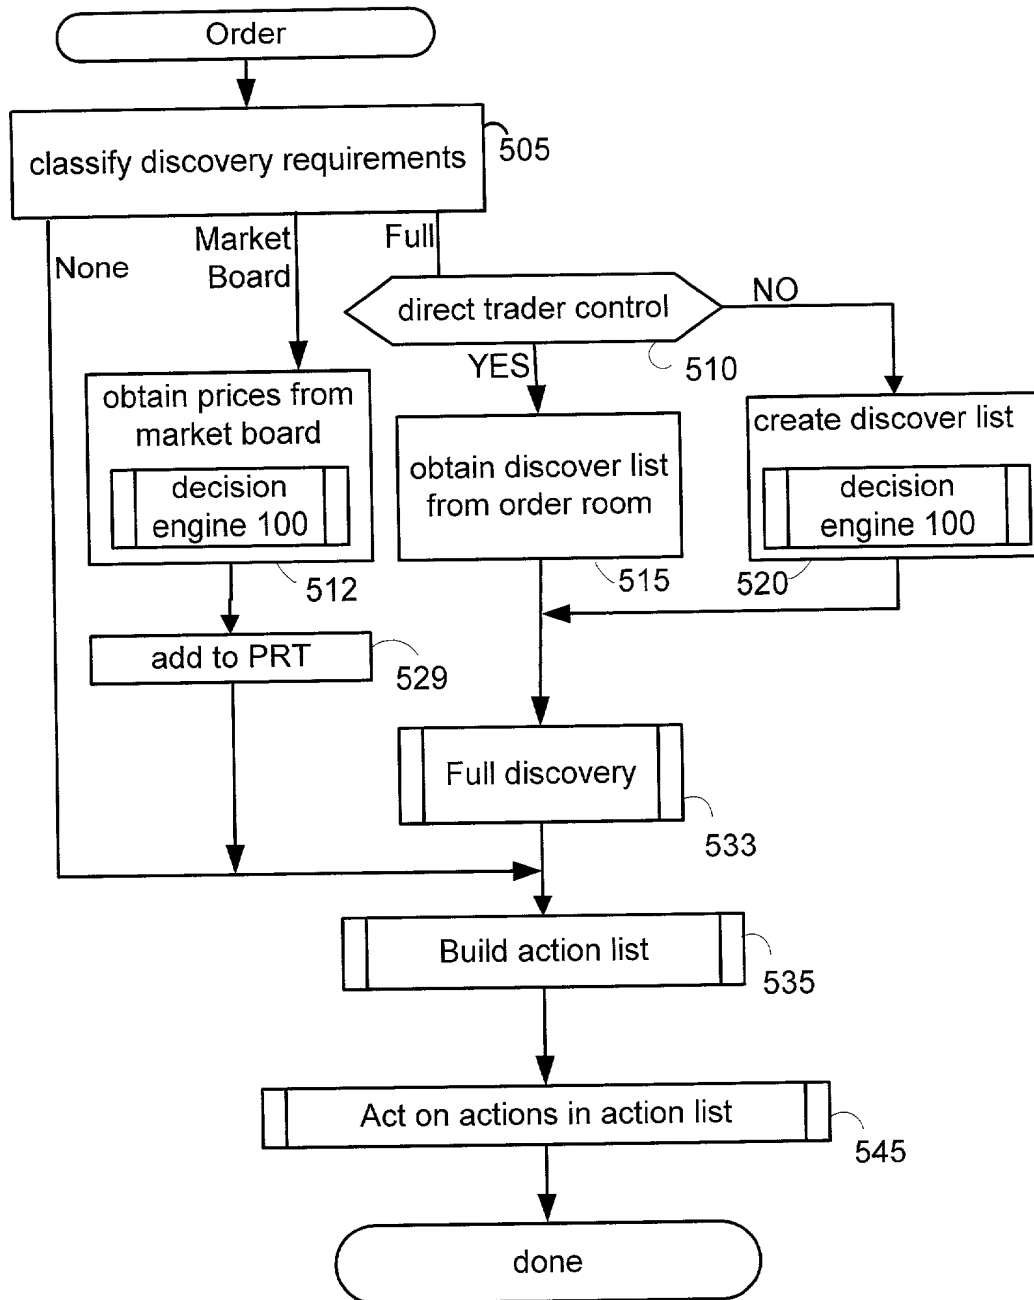 Order
classify discovery requirements
505
None
Market
Board
Full
direct trader control
NO
YES
510
obtain prices from
market board
decision
engine 100
512
obtain discover list
from order room
515
create discover list
decision
engine 100
520
add to PRT
529
Full discovery
533
Build action list
535
Act on actions in action list
545
done